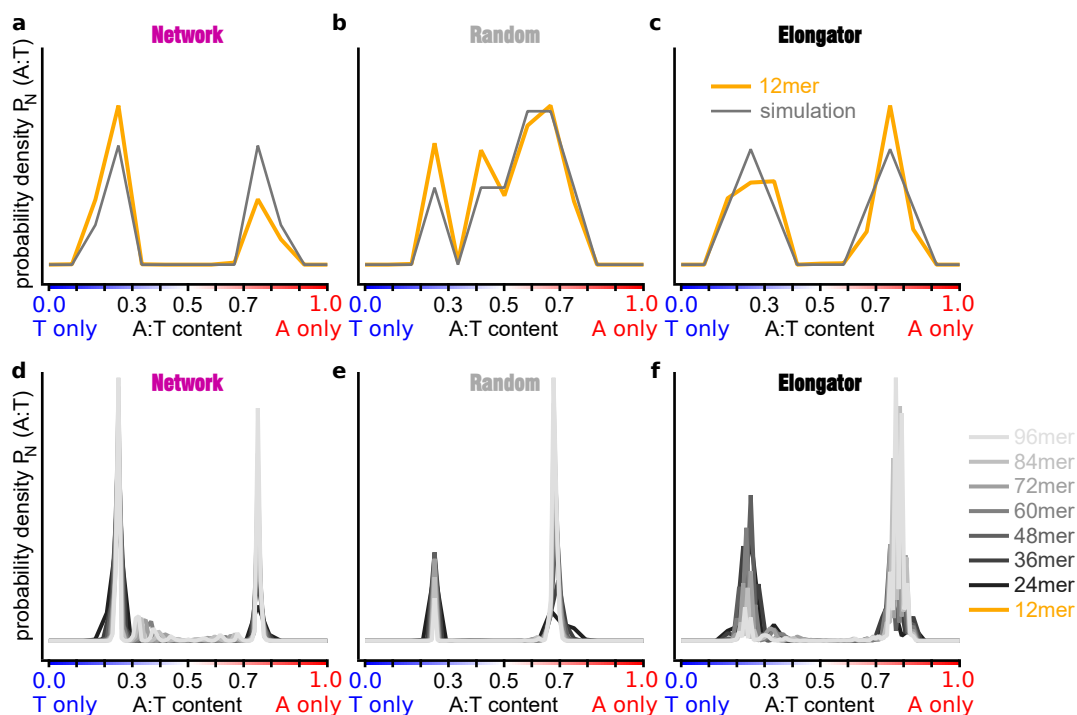 a
Network
probability density P_N (A:T)
0.0 0.3 0.5 0.7 1.0
T only A:T content A only
b
Random
0.0 0.3 0.5 0.7 1.0
T only A:T content A only
c
Elongator
12mer
simulation
0.0 0.3 0.5 0.7 1.0
T only A:T content A only
d
Network
probability density P_N (A:T)
0.0 0.3 0.5 0.7 1.0
T only A:T content A only
e
Random
0.0 0.3 0.5 0.7 1.0
T only A:T content A only
f
Elongator
0.0 0.3 0.5 0.7 1.0
T only A:T content A only
96mer
84mer
72mer
60mer
48mer
36mer
24mer
12mer